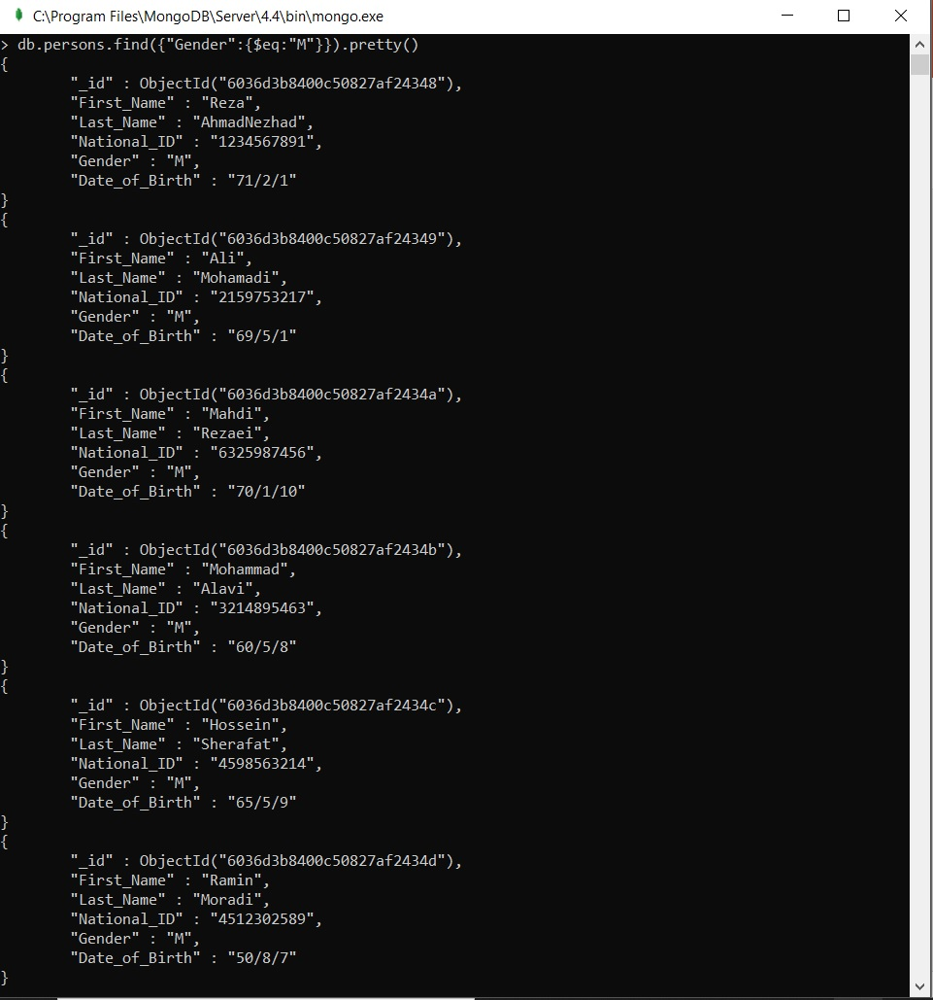 C:\Program Files\MongoDB\Server\4.4\bin\mongo.exe
> db.persons.find({"Gender":{$eq:"M"}}).pretty()
{
        "_id" : ObjectId("6036d3b8400c50827af24348"),
        "First_Name" : "Reza",
        "Last_Name" : "AhmadNezhad",
        "National_ID" : "1234567891",
        "Gender" : "M",
        "Date_of_Birth" : "71/2/1"
}
{
        "_id" : ObjectId("6036d3b8400c50827af24349"),
        "First_Name" : "Ali",
        "Last_Name" : "Mohamadi",
        "National_ID" : "2159753217",
        "Gender" : "M",
        "Date_of_Birth" : "69/5/1"
}
{
        "_id" : ObjectId("6036d3b8400c50827af2434a"),
        "First_Name" : "Mahdi",
        "Last_Name" : "Rezaei",
        "National_ID" : "6325987456",
        "Gender" : "M",
        "Date_of_Birth" : "70/1/10"
}
{
        "_id" : ObjectId("6036d3b8400c50827af2434b"),
        "First_Name" : "Mohammad",
        "Last_Name" : "Alavi",
        "National_ID" : "3214895463",
        "Gender" : "M",
        "Date_of_Birth" : "60/5/8"
}
{
        "_id" : ObjectId("6036d3b8400c50827af2434c"),
        "First_Name" : "Hossein",
        "Last_Name" : "Sherafat",
        "National_ID" : "4598563214",
        "Gender" : "M",
        "Date_of_Birth" : "65/5/9"
}
{
        "_id" : ObjectId("6036d3b8400c50827af2434d"),
        "First_Name" : "Ramin",
        "Last_Name" : "Moradi",
        "National_ID" : "4512302589",
        "Gender" : "M",
        "Date_of_Birth" : "50/8/7"
}